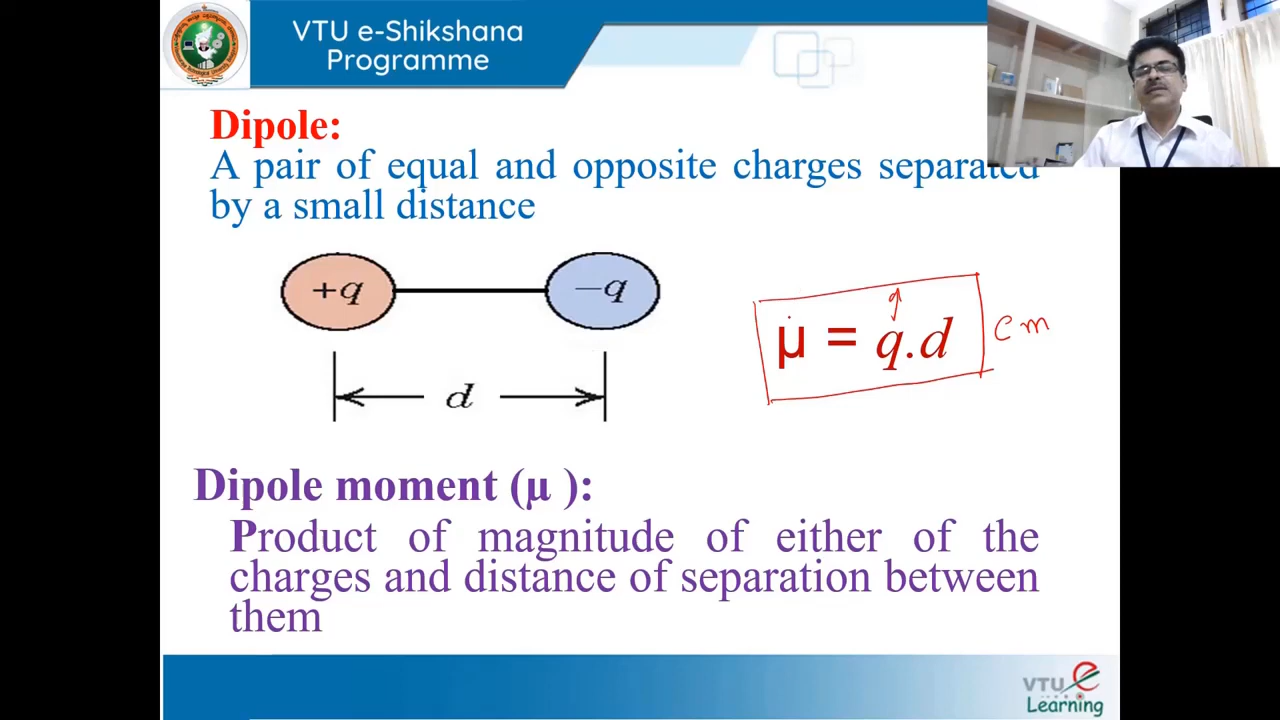 VTU e-Shikshana
Programme
Dipole:
A pair of equal and opposite charges separated
by a small distance
+q
−q
d
μ = q.d
q
c m
Dipole moment (μ ):
Product of magnitude of either of the
charges and distance of separation between
them
VTU e
Learning